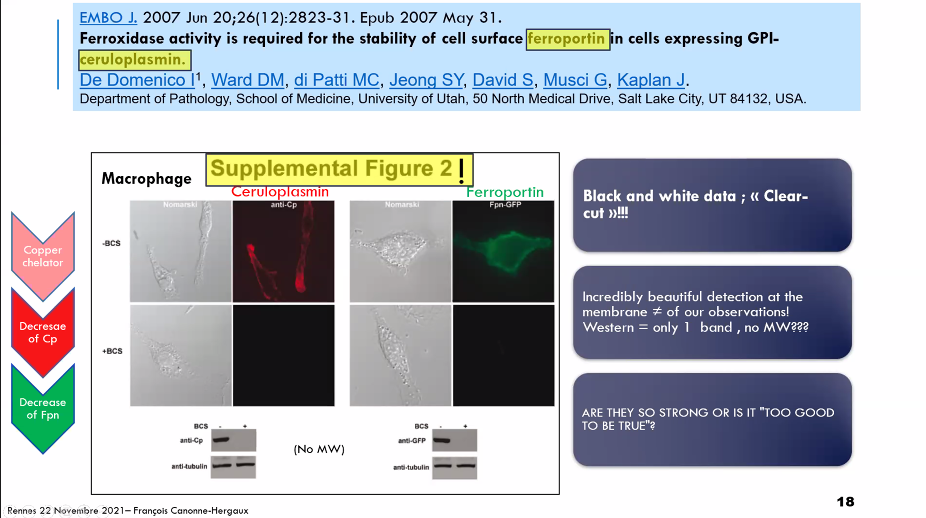 EMBO J. 2007 Jun 20;26(12):2823-31. Epub 2007 May 31.
Ferroxidase activity is required for the stability of cell surface ferroportin in cells expressing GPI-
ceruloplasmin.
De Domenico I1, Ward DM, di Patti MC, Jeong SY, David S, Musci G, Kaplan J.
Department of Pathology, School of Medicine, University of Utah, 50 North Medical Drive, Salt Lake City, UT 84132, USA.
Macrophage
Supplemental Figure 2 !
Ceruloplasmin
Ferroportin
Nomarski
anti-Cp
Nomarski
Fpn-GFP
-BCS
+BCS
BCS - +
anti-Cp
anti-tubulin
(No MW)
BCS - +
anti-GFP
anti-tubulin
Copper
chelator
Decresae
of Cp
Decrease
of Fpn
Black and white data ; « Clear-
cut »!!!
Incredibly beautiful detection at the
membrane ≠ of our observations!
Western = only 1 band , no MW???
ARE THEY SO STRONG OR IS IT "TOO GOOD
TO BE TRUE"?
Rennes 22 Novembre 2021– François Canonne-Hergaux
18